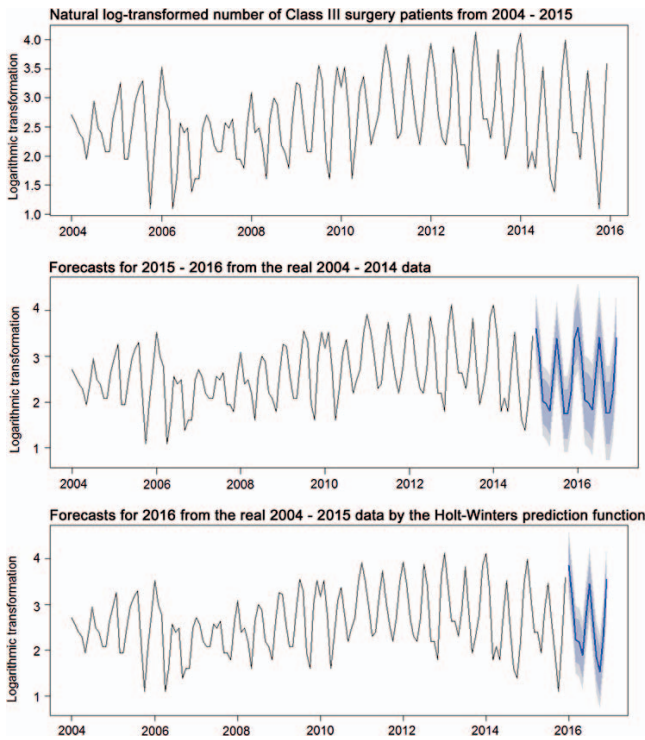 Natural log-transformed number of Class III surgery patients from 2004 - 2015
Logarithmic transformation
4.0
3.5
3.0
2.5
2.0
1.5
1.0
2004 2006 2008 2010 2012 2014 2016
Forecasts for 2015 - 2016 from the real 2004 - 2014 data
Logarithmic transformation
4
3
2
1
2004 2006 2008 2010 2012 2014 2016
Forecasts for 2016 from the real 2004 - 2015 data by the Holt-Winters prediction function
Logarithmic transformation
4
3
2
1
2004 2006 2008 2010 2012 2014 2016